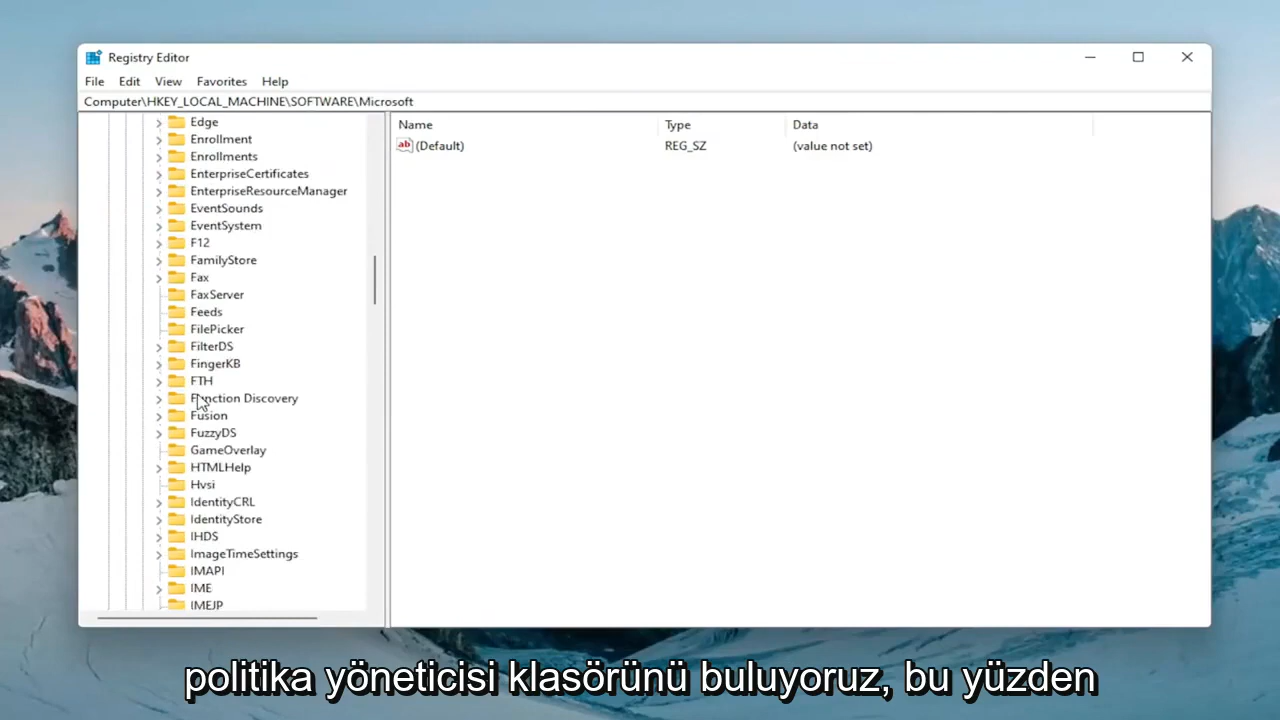 Registry Editor
File Edit View Favorites Help
Computer\HKEY_LOCAL_MACHINE\SOFTWARE\Microsoft
Name Type Data
ab (Default) REG_SZ (value not set)
Edge
Enrollment
Enrollments
EnterpriseCertificates
EnterpriseResourceManager
EventSounds
EventSystem
F12
FamilyStore
Fax
FaxServer
Feeds
FilePicker
FilterDS
FingerKB
FTH
Function Discovery
Fusion
FuzzyDS
GameOverlay
HTMLHelp
Hvsi
IdentityCRL
IdentityStore
IHDS
ImageTimeSettings
IMAPI
IME
IMEJP
politika yöneticisi klasörünü buluyoruz, bu yüzden